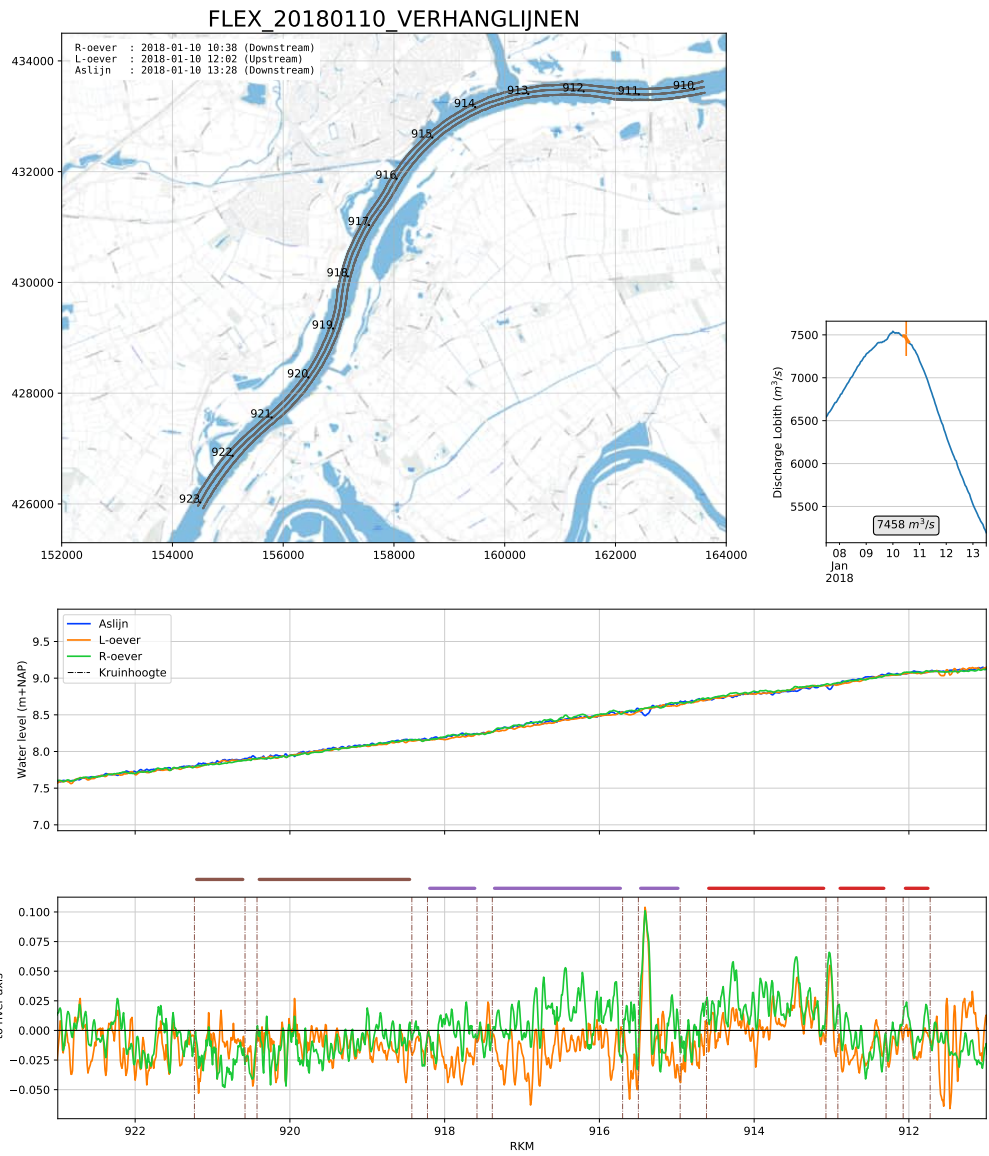 FLEX_20180110_VERHANGLIJNEN
R-oever : 2018-01-10 10:38 (Downstream)
L-oever : 2018-01-10 12:02 (Upstream)
Aslijn : 2018-01-10 13:28 (Downstream)
434000
432000
430000
428000
426000
914
913
912
911
910
915
916
917
918
919
920
921
922
923
152000 154000 156000 158000 160000 162000 164000
Discharge Lobith (m³/s)
7500
7000
6500
6000
5500
7458 m³/s
08 09 10 11 12 13
Jan
2018
Water level (m+NAP)
9.5
9.0
8.5
8.0
7.5
7.0
Aslijn
L-oever
R-oever
Kruinhoogte
0.100
0.075
0.050
0.025
0.000
−0.025
−0.050
922 920 918 916 914 912
RKM